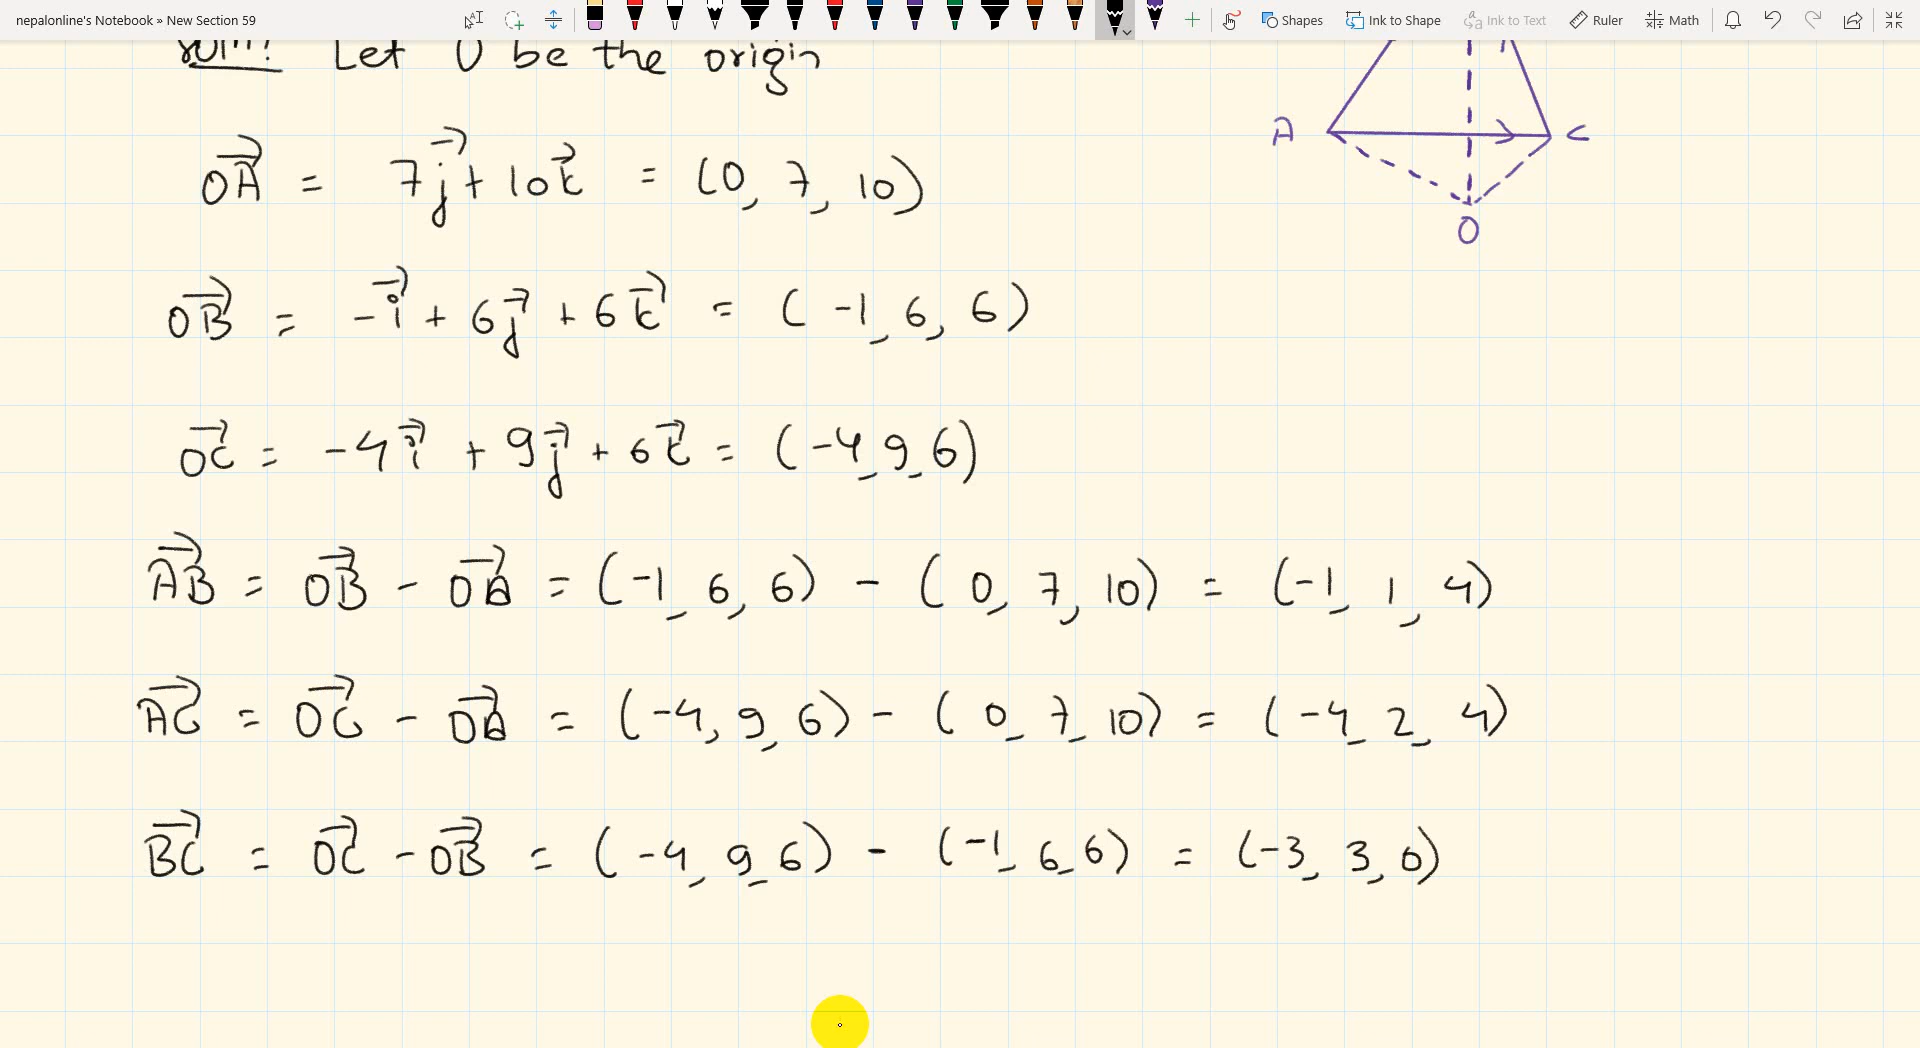 nepalonline's Notebook » New Section 59
Shapes Ink to Shape Ink to Text Ruler Math
Let O be the origin
A C
O
OA→ = 7j→ + 10k→ = (0, 7, 10)
OB→ = -i→ + 6j→ + 6k→ = (-1, 6, 6)
OC→ = -4i→ + 9j→ + 6k→ = (-4, 9, 6)
AB→ = OB→ - OA→ = (-1, 6, 6) - (0, 7, 10) = (-1, 1, 4)
AC→ = OC→ - OA→ = (-4, 9, 6) - (0, 7, 10) = (-4, 2, 4)
BC→ = OC→ - OB→ = (-4, 9, 6) - (-1, 6, 6) = (-3, 3, 0)